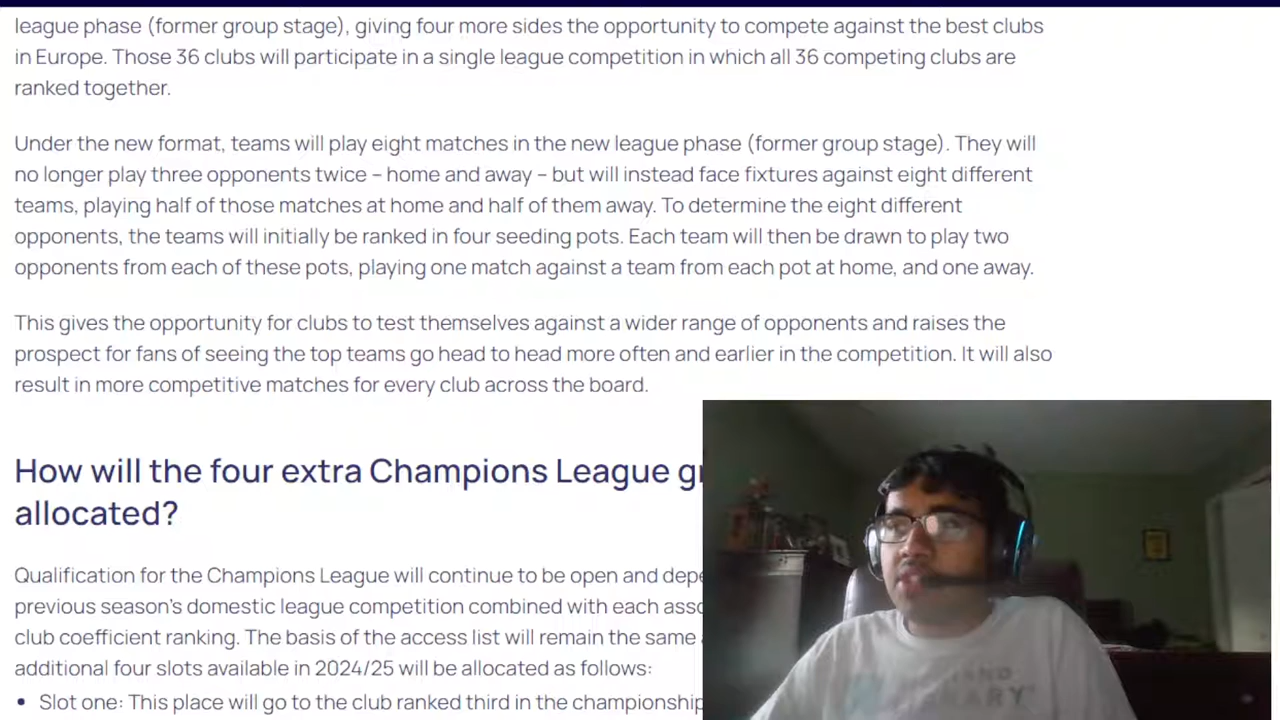 league phase (former group stage), giving four more sides the opportunity to compete against the best clubs
in Europe. Those 36 clubs will participate in a single league competition in which all 36 competing clubs are
ranked together.
Under the new format, teams will play eight matches in the new league phase (former group stage). They will
no longer play three opponents twice – home and away – but will instead face fixtures against eight different
teams, playing half of those matches at home and half of them away. To determine the eight different
opponents, the teams will initially be ranked in four seeding pots. Each team will then be drawn to play two
opponents from each of these pots, playing one match against a team from each pot at home, and one away.
This gives the opportunity for clubs to test themselves against a wider range of opponents and raises the
prospect for fans of seeing the top teams go head to head more often and earlier in the competition. It will also
result in more competitive matches for every club across the board.
How will the four extra Champions League
allocated?
Qualification for the Champions League will continue to be open and
previous season's domestic league competition combined with each
club coefficient ranking. The basis of the access list will remain the same
additional four slots available in 2024/25 will be allocated as follows:
• Slot one: This place will go to the club ranked third in the championship